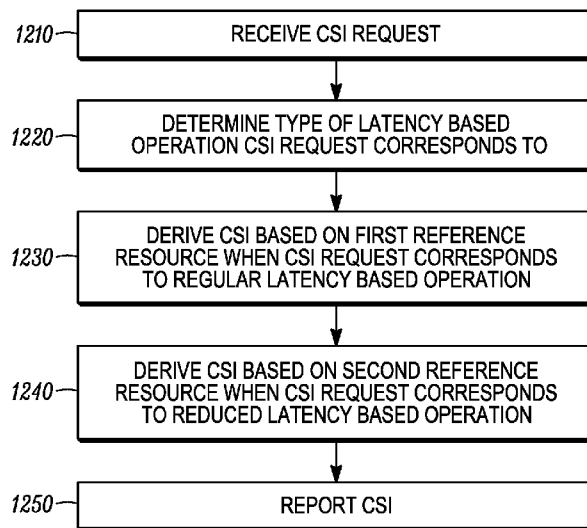 1210
RECEIVE CSI REQUEST
1220
DETERMINE TYPE OF LATENCY BASED
OPERATION CSI REQUEST CORRESPONDS TO
1230
DERIVE CSI BASED ON FIRST REFERENCE
RESOURCE WHEN CSI REQUEST CORRESPONDS
TO REGULAR LATENCY BASED OPERATION
1240
DERIVE CSI BASED ON SECOND REFERENCE
RESOURCE WHEN CSI REQUEST CORRESPONDS
TO REDUCED LATENCY BASED OPERATION
1250
REPORT CSI